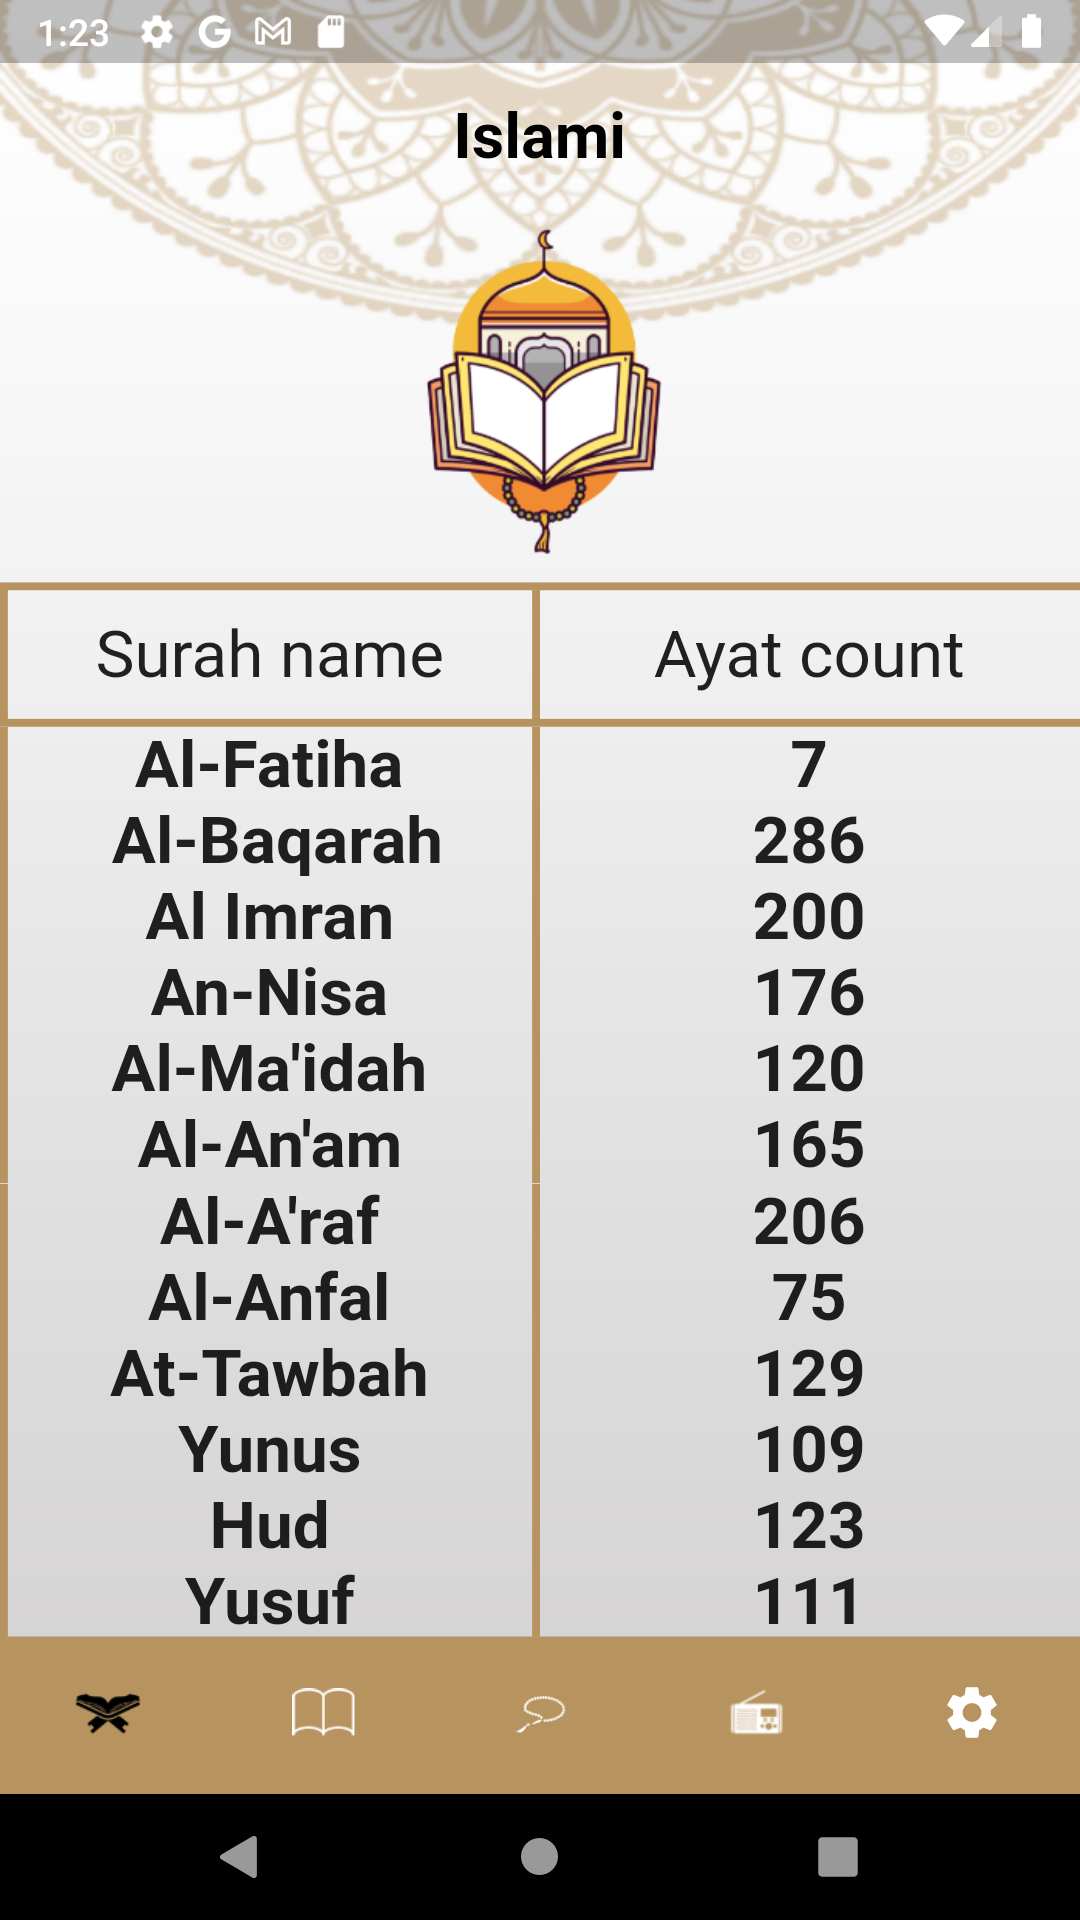 1:23
Islami
Surah name Ayat count
Al-Fatiha 7
Al-Baqarah 286
Al Imran 200
An-Nisa 176
Al-Ma'idah 120
Al-An'am 165
Al-A'raf 206
Al-Anfal 75
At-Tawbah 129
Yunus 109
Hud 123
Yusuf 111